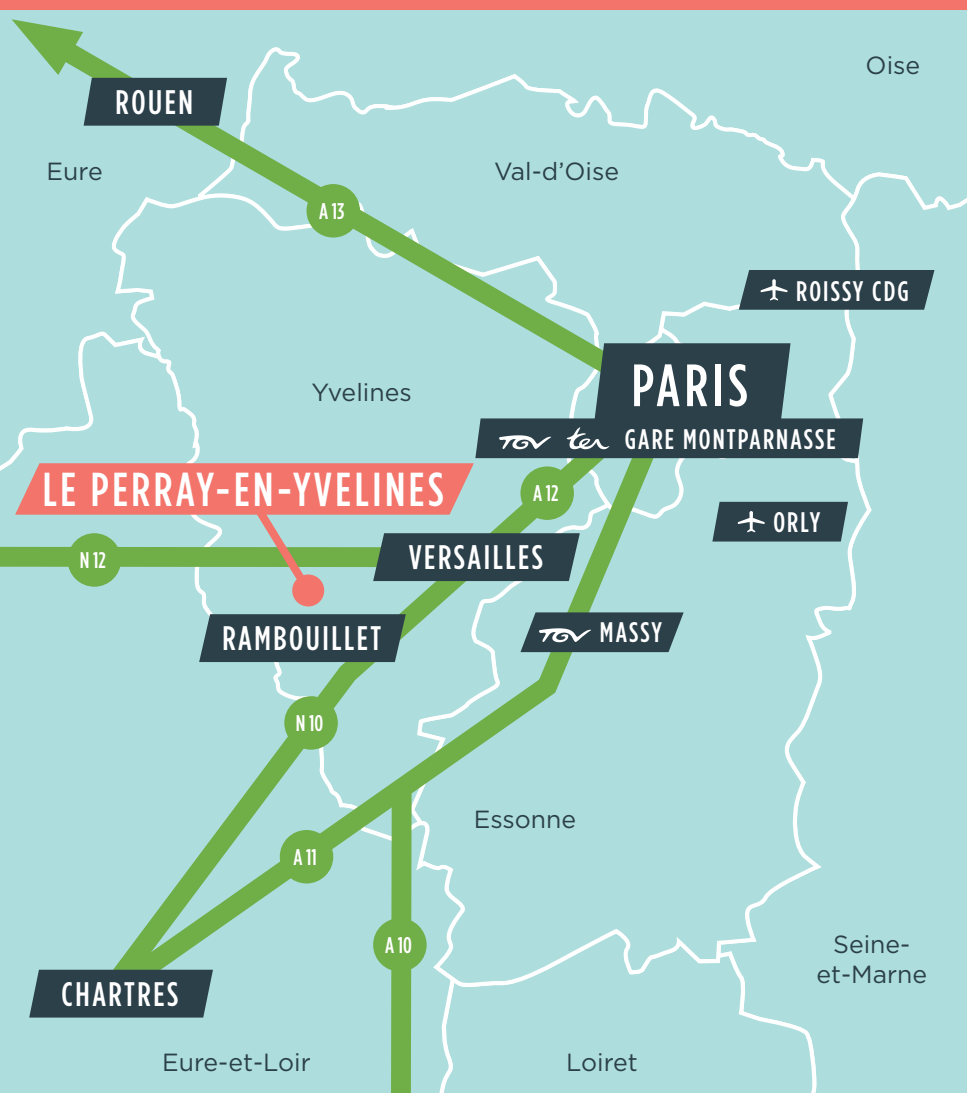 Oise
ROUEN
Eure
Val-d'Oise
A 13
ROISSY CDG
PARIS
Yvelines
TGV ter GARE MONTPARNASSE
LE PERRAY-EN-YVELINES
A 12
ORLY
N 12
VERSAILLES
RAMBOUILLET
TGV MASSY
N 10
Essonne
A 11
A 10
Seine-
et-Marne
CHARTRES
Eure-et-Loir
Loiret